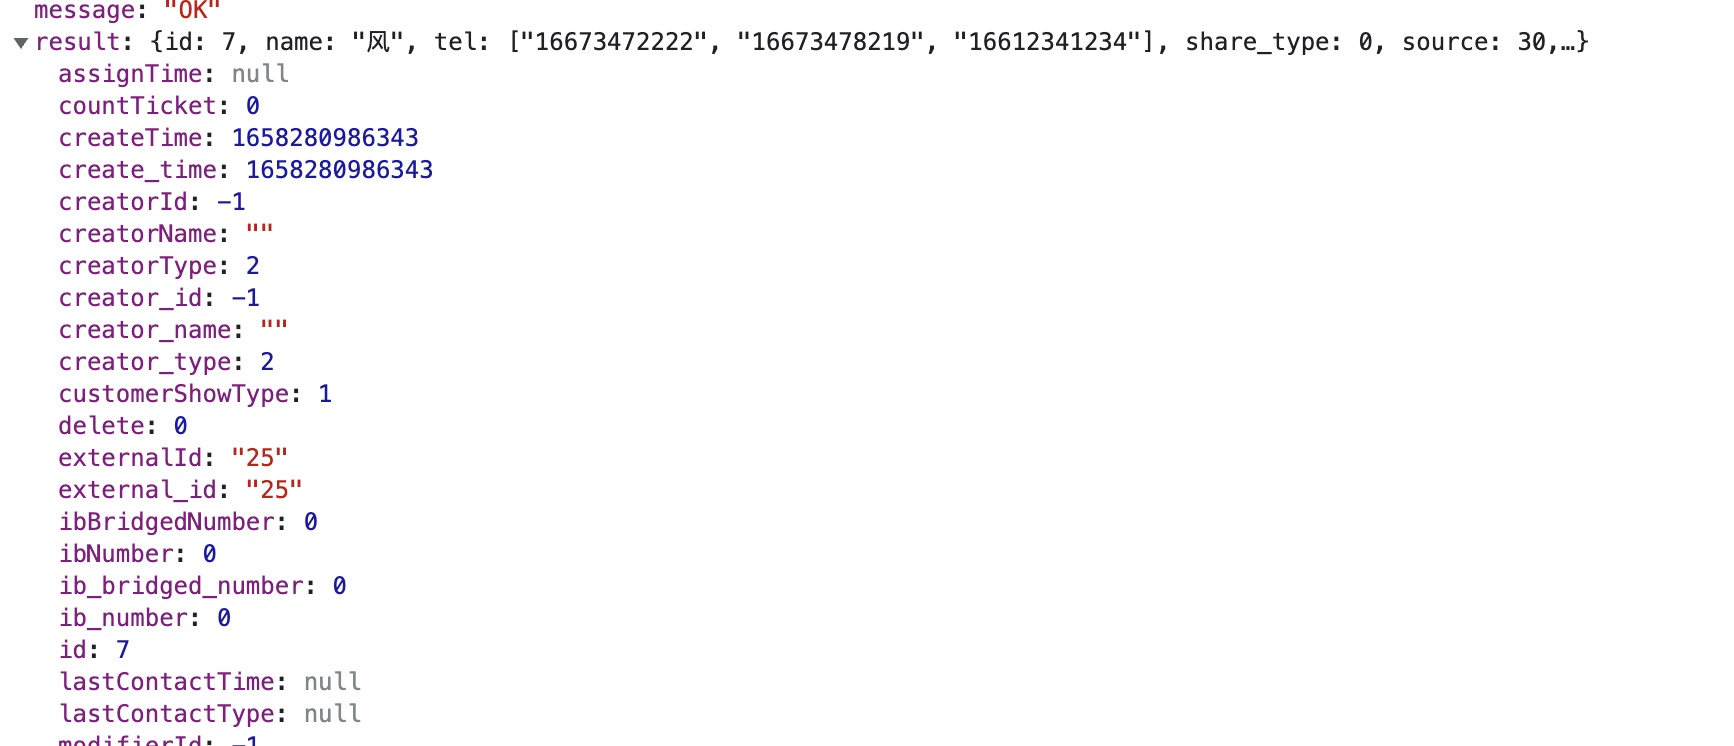 message: "OK"
▼result: {id: 7, name: "风", tel: ["16673472222", "16673478219", "16612341234"], share_type: 0, source: 30,…}
assignTime: null
countTicket: 0
createTime: 1658280986343
create_time: 1658280986343
creatorId: -1
creatorName: ""
creatorType: 2
creator_id: -1
creator_name: ""
creator_type: 2
customerShowType: 1
delete: 0
externalId: "25"
external_id: "25"
ibBridgedNumber: 0
ibNumber: 0
ib_bridged_number: 0
ib_number: 0
id: 7
lastContactTime: null
lastContactType: null
modifierId: -1